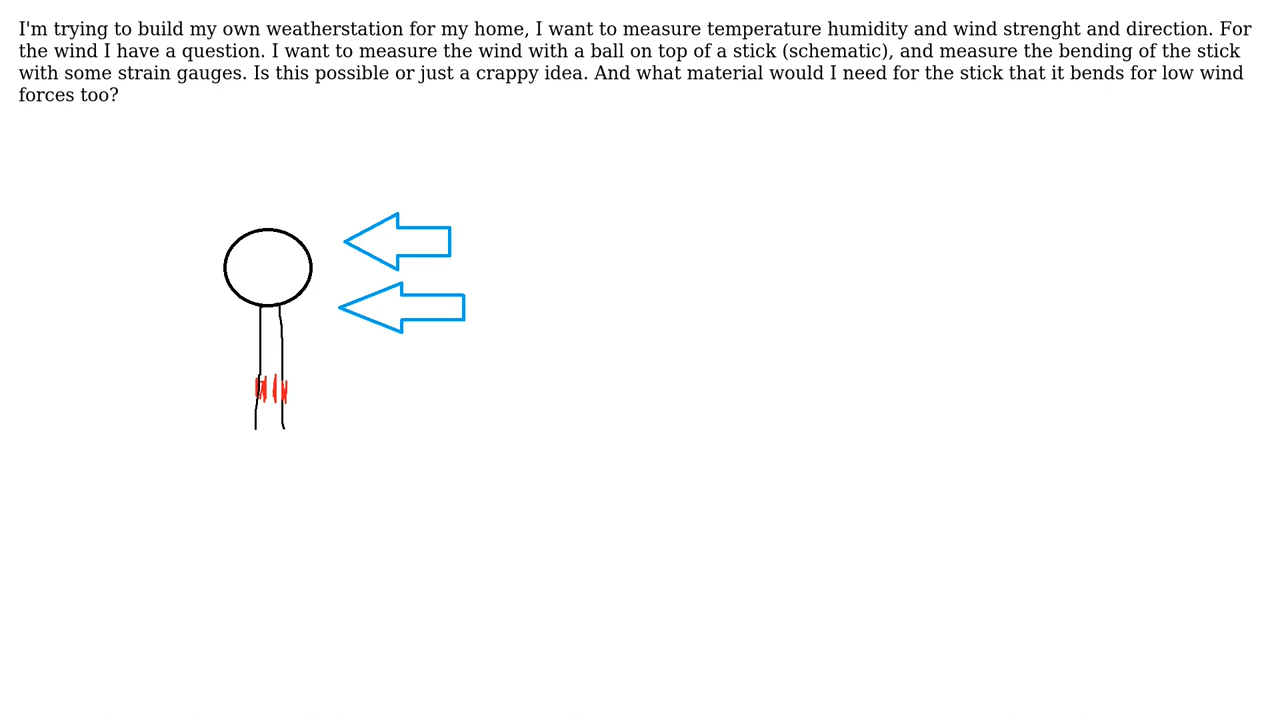 I'm trying to build my own weatherstation for my home, I want to measure temperature humidity and wind strenght and direction. For
the wind I have a question. I want to measure the wind with a ball on top of a stick (schematic), and measure the bending of the stick
with some strain gauges. Is this possible or just a crappy idea. And what material would I need for the stick that it bends for low wind
forces too?